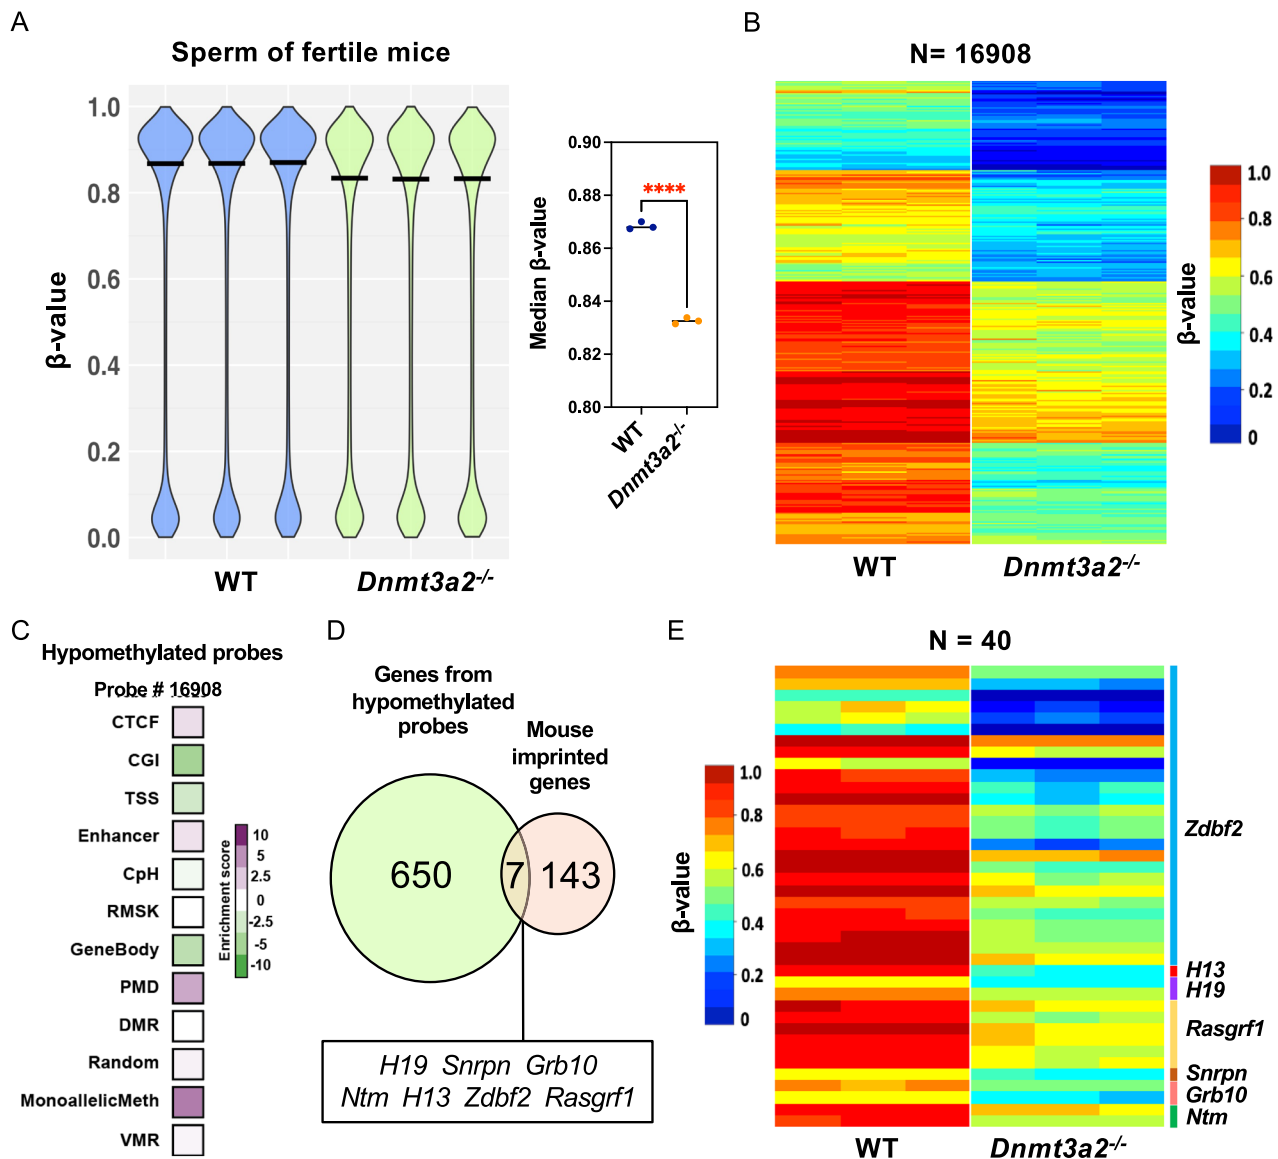 A
Sperm of fertile mice
β-value
1.0
0.8
0.6
0.4
0.2
0.0
WT
Dnmt3a2-/-
Median β-value
0.90
0.88
0.86
0.84
0.82
0.80
****
WT
Dnmt3a2-/-
B
N= 16908
WT
Dnmt3a2-/-
β-value
1.0
0.8
0.6
0.4
0.2
0
C
Hypomethylated probes
Probe # 16908
CTCF
CGI
TSS
Enhancer
CpH
RMSK
GeneBody
PMD
DMR
Random
MonoallelicMeth
VMR
Enrichment score
10
5
2.5
0
-2.5
-5
-10
D
Genes from
hypomethylated
probes
Mouse
imprinted
genes
650
7
143
H19 Snrpn Grb10
Ntm H13 Zdbf2 Rasgrf1
E
N = 40
β-value
1.0
0.8
0.6
0.4
0.2
0
Zdbf2
H13
H19
Rasgrf1
Snrpn
Grb10
Ntm
WT
Dnmt3a2-/-